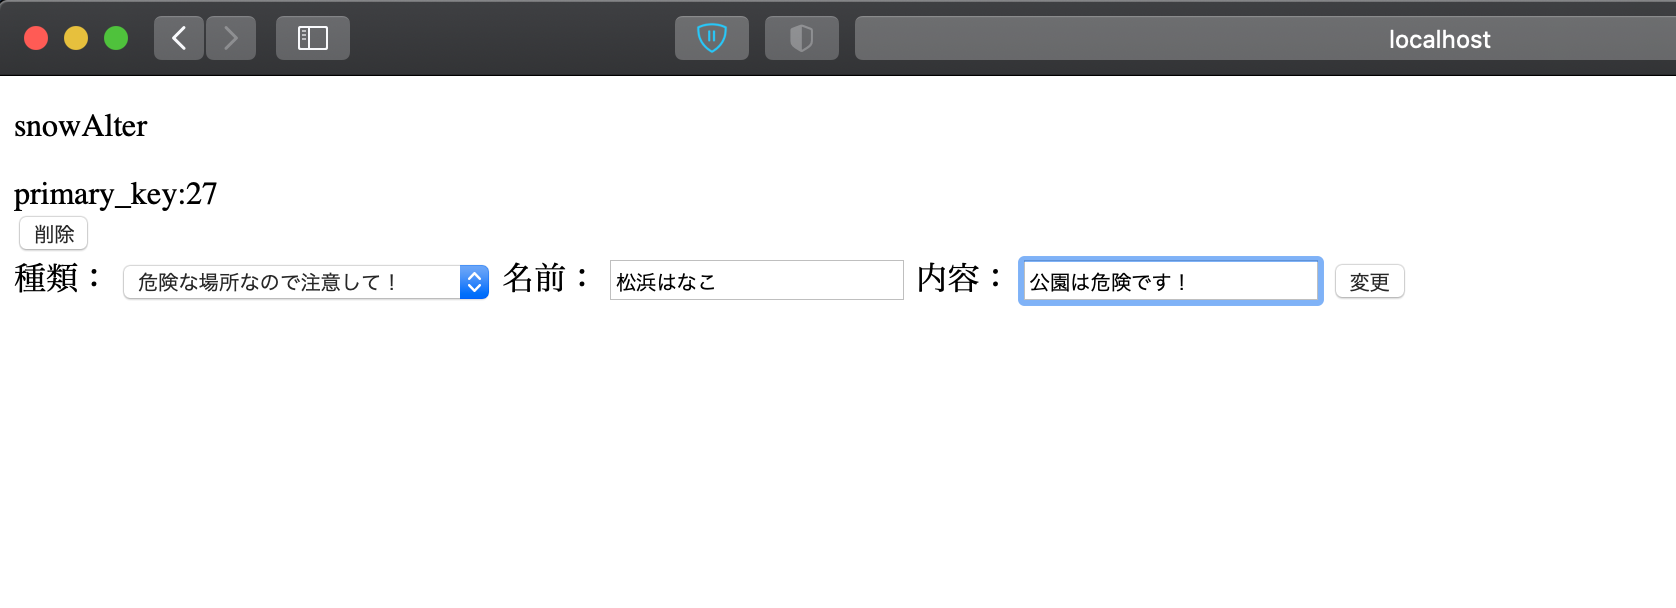 localhost
snowAlter
primary_key:27
削除
種類： 危険な場所なので注意して！ 名前： 松浜はなこ 内容： 公園は危険です！ 変更